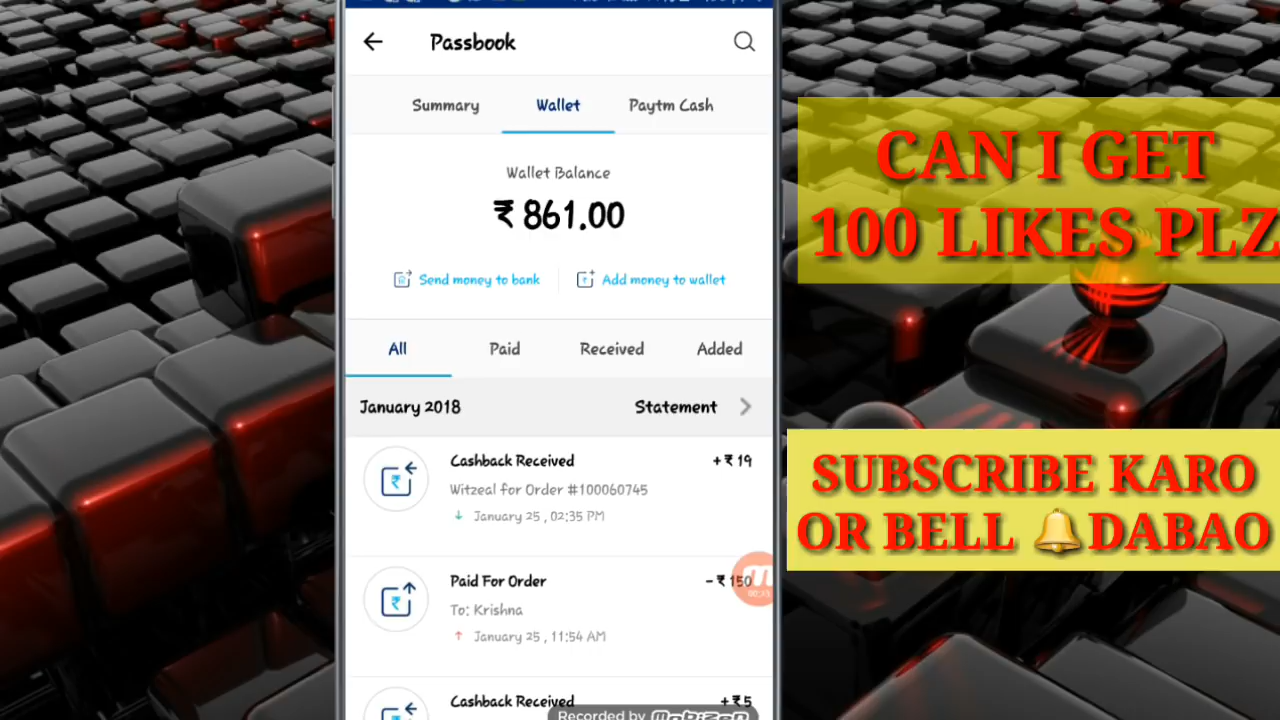 Passbook
Summary
Wallet
Paytm Cash
Wallet Balance
₹ 861.00
Send money to bank
Add money to wallet
All
Paid
Received
Added
January 2018
Statement
Cashback Received
+ ₹ 19
Witzeal for Order #100060745
January 25 , 02:35 PM
Paid For Order
- ₹ 150
To: Krishna
January 25 , 11:54 AM
Cashback Received
+ ₹ 5
Recorded by
MOBIZEN
CAN I GET
100 LIKES PLZ
SUBSCRIBE KARO
OR BELL 🔔DABAO